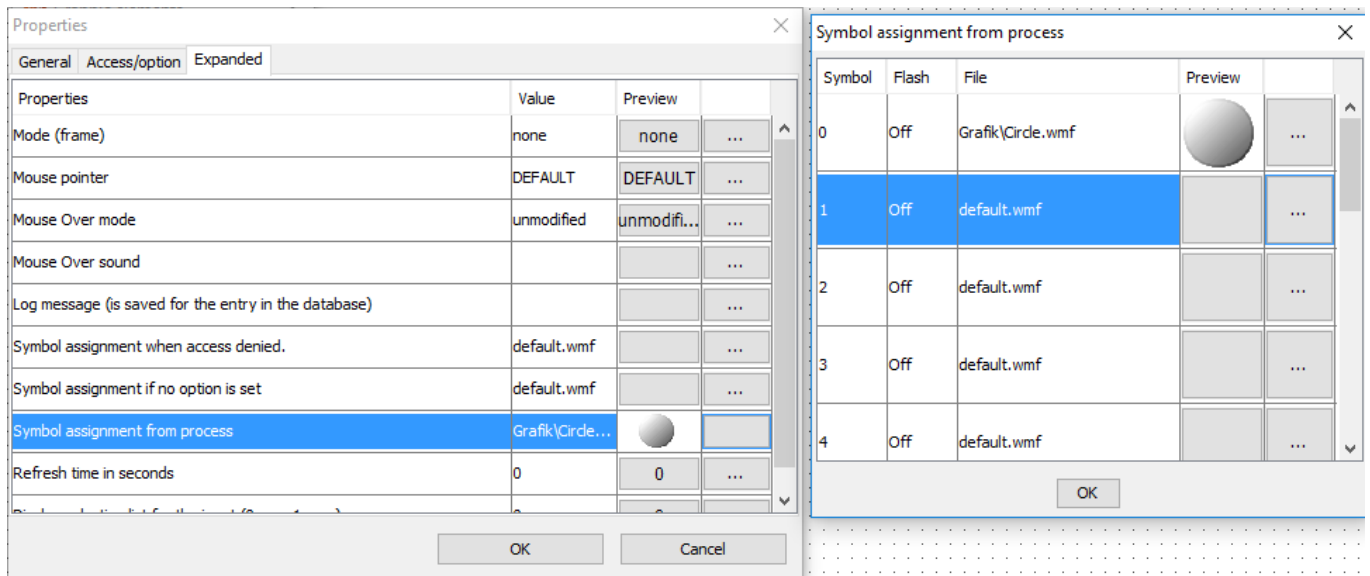 Properties
General Access/option Expanded
Properties Value Preview
Mode (frame) none none ...
Mouse pointer DEFAULT DEFAULT ...
Mouse Over mode unmodified unmodifi... ...
Mouse Over sound ...
Log message (is saved for the entry in the database) ...
Symbol assignment when access denied. default.wmf ...
Symbol assignment if no option is set default.wmf ...
Symbol assignment from process Grafik\Circle...
Refresh time in seconds 0 0 ...
OK Cancel
Symbol assignment from process
Symbol Flash File Preview
0 Off Grafik\Circle.wmf ...
1 Off default.wmf ...
2 Off default.wmf ...
3 Off default.wmf ...
4 Off default.wmf ...
OK